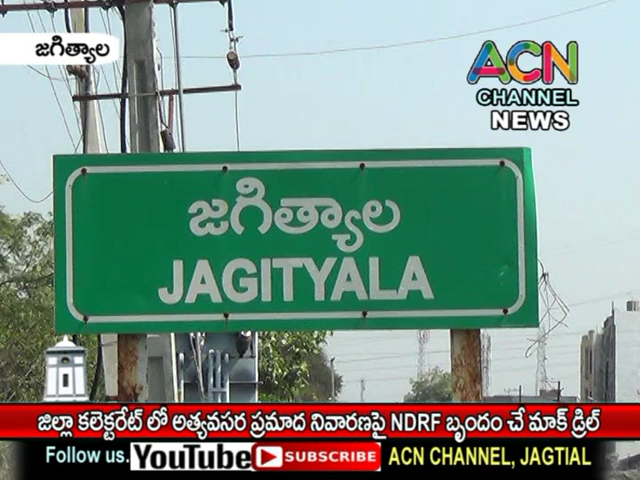 జగిత్యాల
ACN
CHANNEL
NEWS
జగిత్యాల
JAGITYALA
జిల్లా కలెక్టరేట్ లో అత్యవసర ప్రమాద నివారణపై NDRF బృందం చే మాక్ డ్రిల్
Follow us. YouTube SUBSCRIBE ACN CHANNEL, JAGTIAL